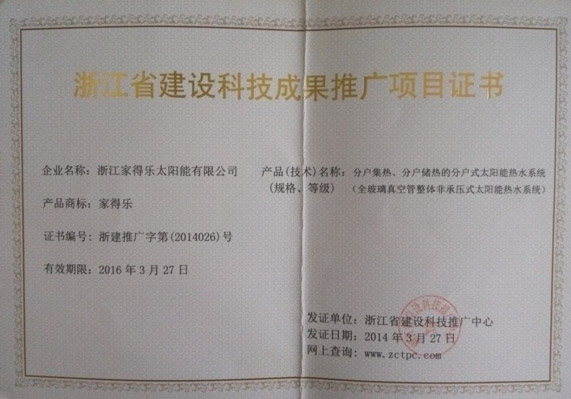 浙江省建设科技成果推广项目证书
企业名称：浙江家得乐太阳能有限公司
产品商标：家得乐
证书编号：浙建推广字第(2014026)号
有效期限：2016年3月27日
产品(技术)名称：分户集热、分户储热的分户式太阳能热水系统
(规格、等级) （全玻璃真空管整体非承压式太阳能热水系统）
发证单位：浙江省建设科技推广中心
发证日期：2014年3月27日
网上查询：www.zctpc.com